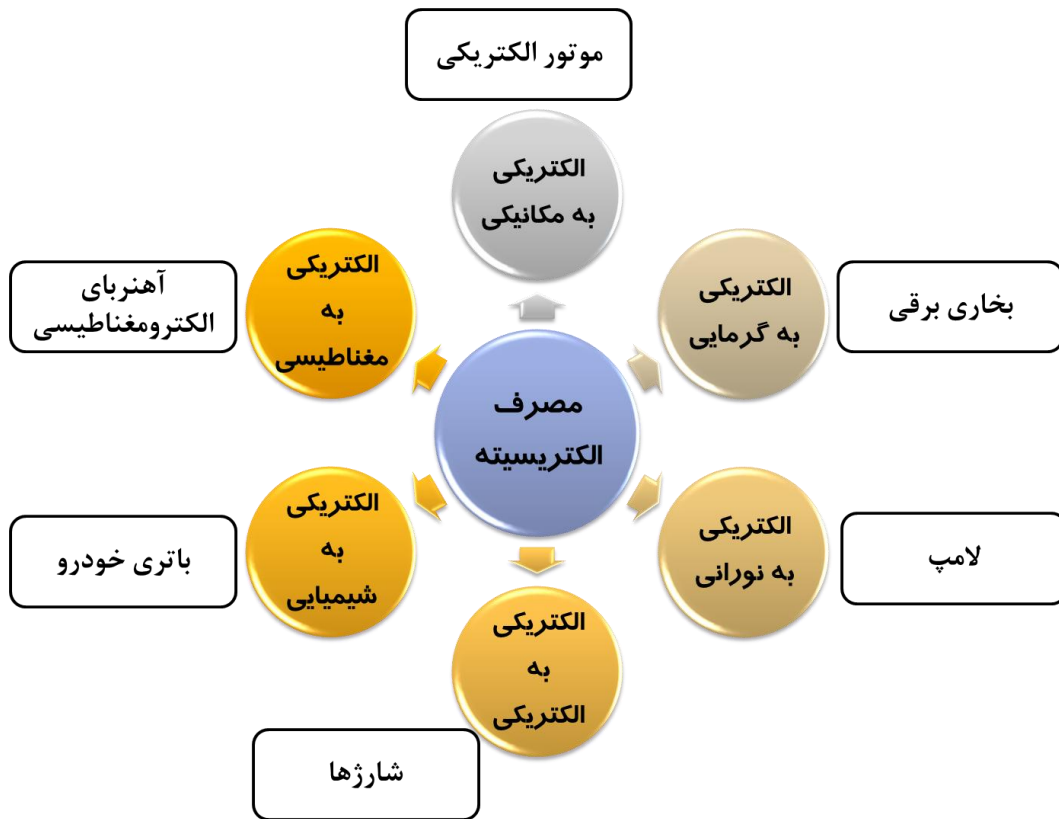 موتور الکتریکی
الکتریکی
به مکانیکی
الکتریکی
به گرمایی
بخاری برقی
الکتریکی
به نورانی
لامپ
الکتریکی
به
الکتریکی
شارژها
الکتریکی
به
شیمیایی
باتری خودرو
الکتریکی
به
مغناطیسی
آهنربای
الکترومغناطیسی
مصرف
الکتریسیته